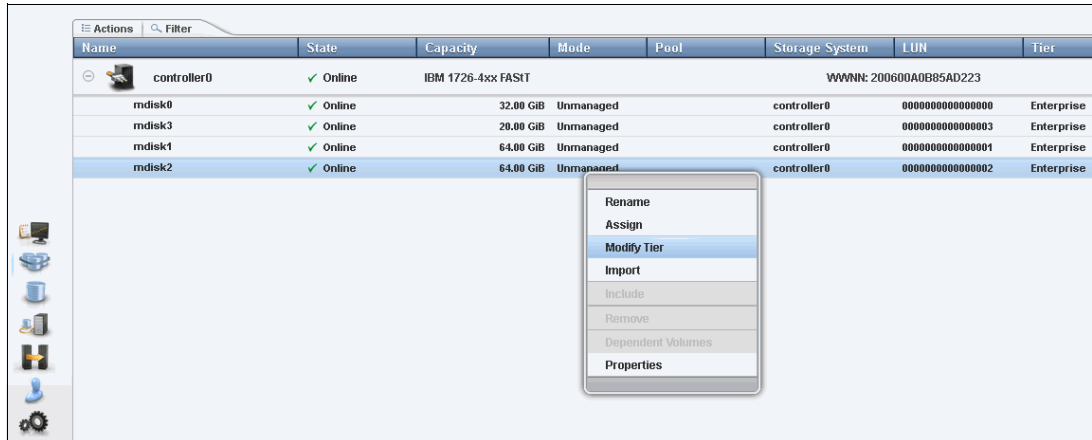 Actions Filter
Name State Capacity Mode Pool Storage System LUN Tier
controller0 Online IBM 1726-4xx FAStT WWNN: 200600A0B85AD223
mdisk0 Online 32.00 GiB Unmanaged controller0 0000000000000000 Enterprise
mdisk3 Online 20.00 GiB Unmanaged controller0 0000000000000003 Enterprise
mdisk1 Online 64.00 GiB Unmanaged controller0 0000000000000001 Enterprise
mdisk2 Online 64.00 GiB Unmanaged controller0 0000000000000002 Enterprise
Rename
Assign
Modify Tier
Import
Include
Remove
Dependent Volumes
Properties